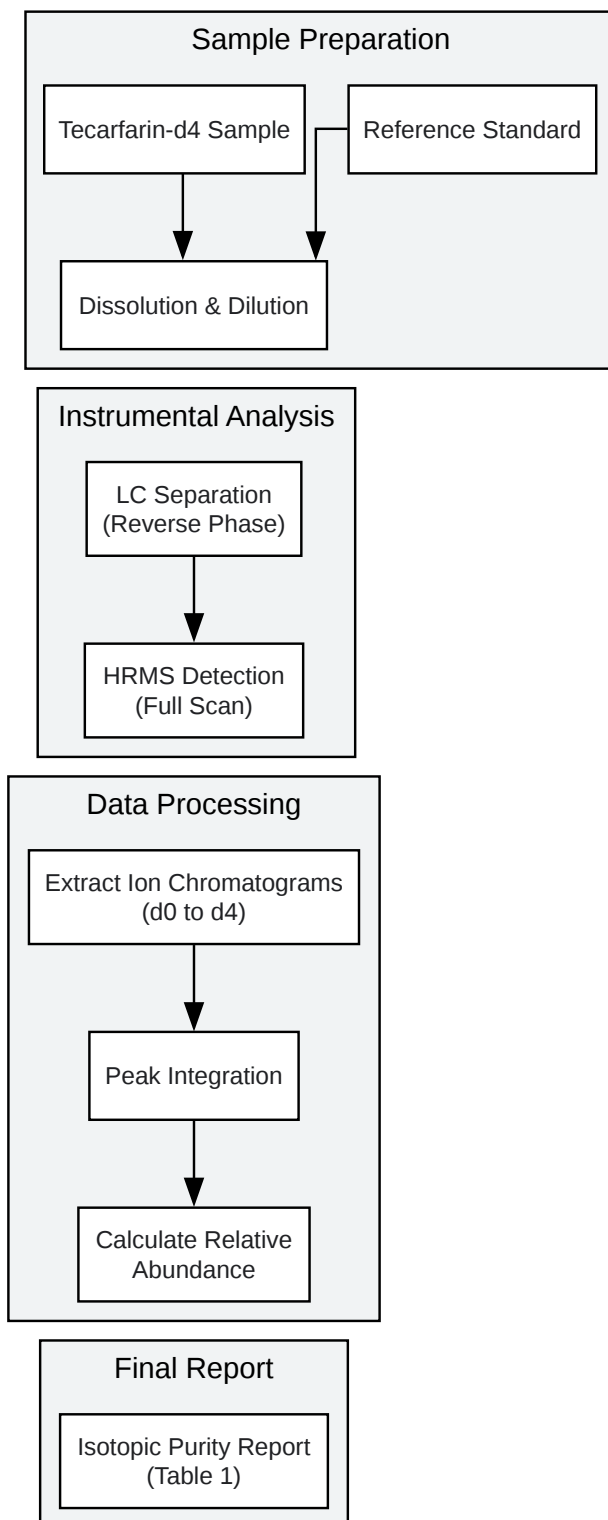 Sample Preparation
Tecarfarin-d4 Sample
Reference Standard
Dissolution & Dilution
Instrumental Analysis
LC Separation
(Reverse Phase)
HRMS Detection
(Full Scan)
Data Processing
Extract Ion Chromatograms
(d0 to d4)
Peak Integration
Calculate Relative
Abundance
Final Report
Isotopic Purity Report
(Table 1)